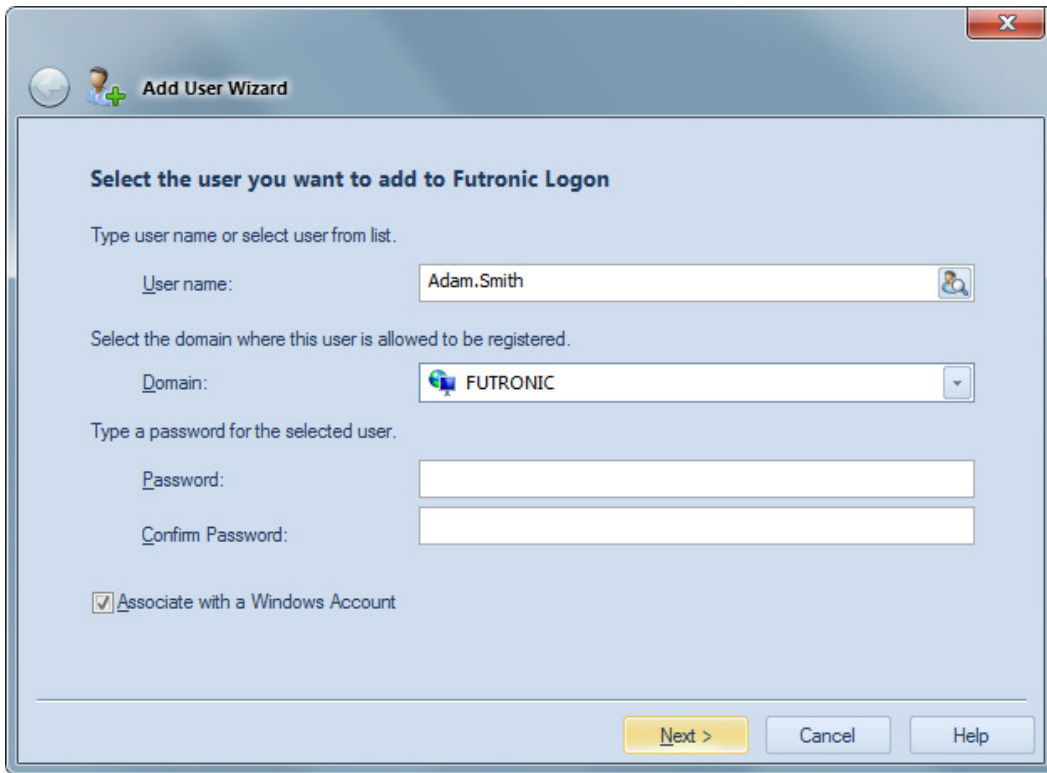 Add User Wizard
Select the user you want to add to Futronic Logon
Type user name or select user from list.
User name:
Adam.Smith
Select the domain where this user is allowed to be registered.
Domain:
FUTRONIC
Type a password for the selected user.
Password:
Confirm Password:
Associate with a Windows Account
Next >
Cancel
Help